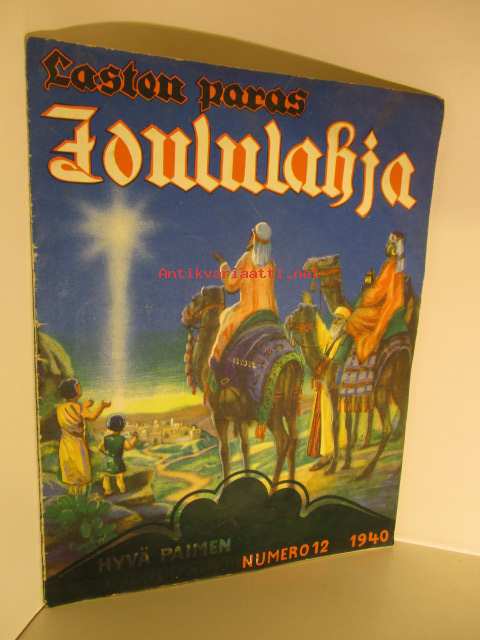 Lasten paras
Joululahja
Antikvariaatti.net
HYVÄ PAIMEN
NUMERO 12 1940